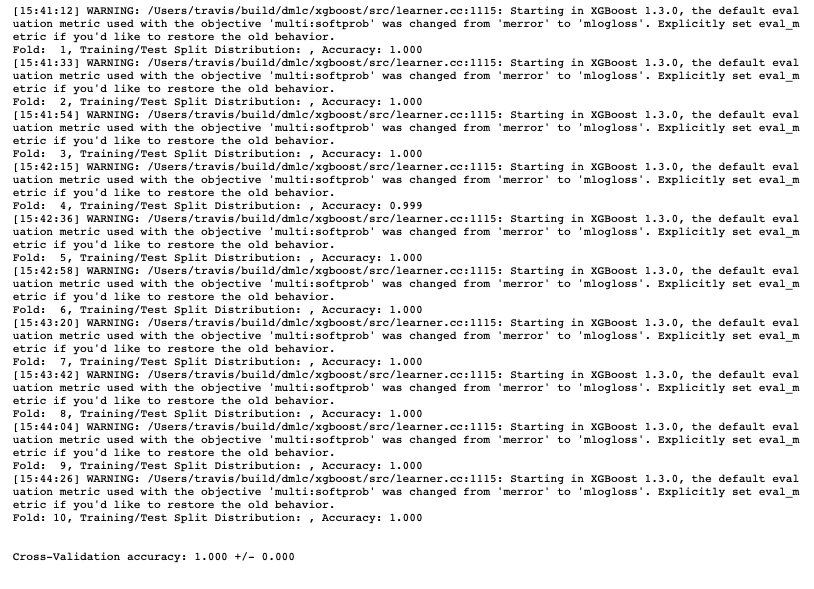 [15:41:12] WARNING: /Users/travis/build/dmlc/xgboost/src/learner.cc:1115: Starting in XGBoost 1.3.0, the default eval
uation metric used with the objective 'multi:softprob' was changed from 'merror' to 'mlogloss'. Explicitly set eval_m
etric if you'd like to restore the old behavior.
Fold:  1, Training/Test Split Distribution: , Accuracy: 1.000
[15:41:33] WARNING: /Users/travis/build/dmlc/xgboost/src/learner.cc:1115: Starting in XGBoost 1.3.0, the default eval
uation metric used with the objective 'multi:softprob' was changed from 'merror' to 'mlogloss'. Explicitly set eval_m
etric if you'd like to restore the old behavior.
Fold:  2, Training/Test Split Distribution: , Accuracy: 1.000
[15:41:54] WARNING: /Users/travis/build/dmlc/xgboost/src/learner.cc:1115: Starting in XGBoost 1.3.0, the default eval
uation metric used with the objective 'multi:softprob' was changed from 'merror' to 'mlogloss'. Explicitly set eval_m
etric if you'd like to restore the old behavior.
Fold:  3, Training/Test Split Distribution: , Accuracy: 1.000
[15:42:15] WARNING: /Users/travis/build/dmlc/xgboost/src/learner.cc:1115: Starting in XGBoost 1.3.0, the default eval
uation metric used with the objective 'multi:softprob' was changed from 'merror' to 'mlogloss'. Explicitly set eval_m
etric if you'd like to restore the old behavior.
Fold:  4, Training/Test Split Distribution: , Accuracy: 0.999
[15:42:36] WARNING: /Users/travis/build/dmlc/xgboost/src/learner.cc:1115: Starting in XGBoost 1.3.0, the default eval
uation metric used with the objective 'multi:softprob' was changed from 'merror' to 'mlogloss'. Explicitly set eval_m
etric if you'd like to restore the old behavior.
Fold:  5, Training/Test Split Distribution: , Accuracy: 1.000
[15:42:58] WARNING: /Users/travis/build/dmlc/xgboost/src/learner.cc:1115: Starting in XGBoost 1.3.0, the default eval
uation metric used with the objective 'multi:softprob' was changed from 'merror' to 'mlogloss'. Explicitly set eval_m
etric if you'd like to restore the old behavior.
Fold:  6, Training/Test Split Distribution: , Accuracy: 1.000
[15:43:20] WARNING: /Users/travis/build/dmlc/xgboost/src/learner.cc:1115: Starting in XGBoost 1.3.0, the default eval
uation metric used with the objective 'multi:softprob' was changed from 'merror' to 'mlogloss'. Explicitly set eval_m
etric if you'd like to restore the old behavior.
Fold:  7, Training/Test Split Distribution: , Accuracy: 1.000
[15:43:42] WARNING: /Users/travis/build/dmlc/xgboost/src/learner.cc:1115: Starting in XGBoost 1.3.0, the default eval
uation metric used with the objective 'multi:softprob' was changed from 'merror' to 'mlogloss'. Explicitly set eval_m
etric if you'd like to restore the old behavior.
Fold:  8, Training/Test Split Distribution: , Accuracy: 1.000
[15:44:04] WARNING: /Users/travis/build/dmlc/xgboost/src/learner.cc:1115: Starting in XGBoost 1.3.0, the default eval
uation metric used with the objective 'multi:softprob' was changed from 'merror' to 'mlogloss'. Explicitly set eval_m
etric if you'd like to restore the old behavior.
Fold:  9, Training/Test Split Distribution: , Accuracy: 1.000
[15:44:26] WARNING: /Users/travis/build/dmlc/xgboost/src/learner.cc:1115: Starting in XGBoost 1.3.0, the default eval
uation metric used with the objective 'multi:softprob' was changed from 'merror' to 'mlogloss'. Explicitly set eval_m
etric if you'd like to restore the old behavior.
Fold: 10, Training/Test Split Distribution: , Accuracy: 1.000
Cross-Validation accuracy: 1.000 +/- 0.000